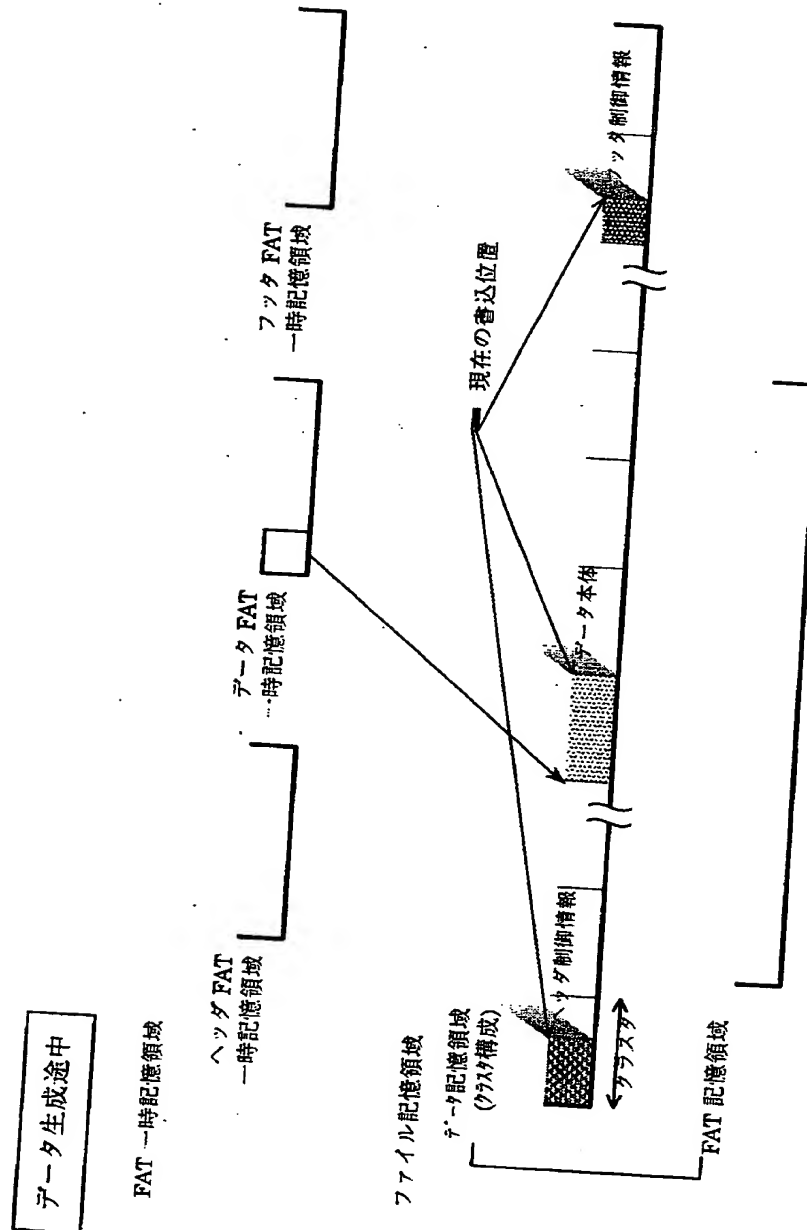 データ生成途中
FAT 一時記憶領域
ヘッダ FAT
一時記憶領域
データ FAT
一時記憶領域
フッタ FAT
一時記憶領域
ファイル記憶領域
データ記憶領域
(クラスタ構成)
現在の書込位置
ヘッダ制御情報
データ本体
フッタ制御情報
クラスタ
FAT 記憶領域